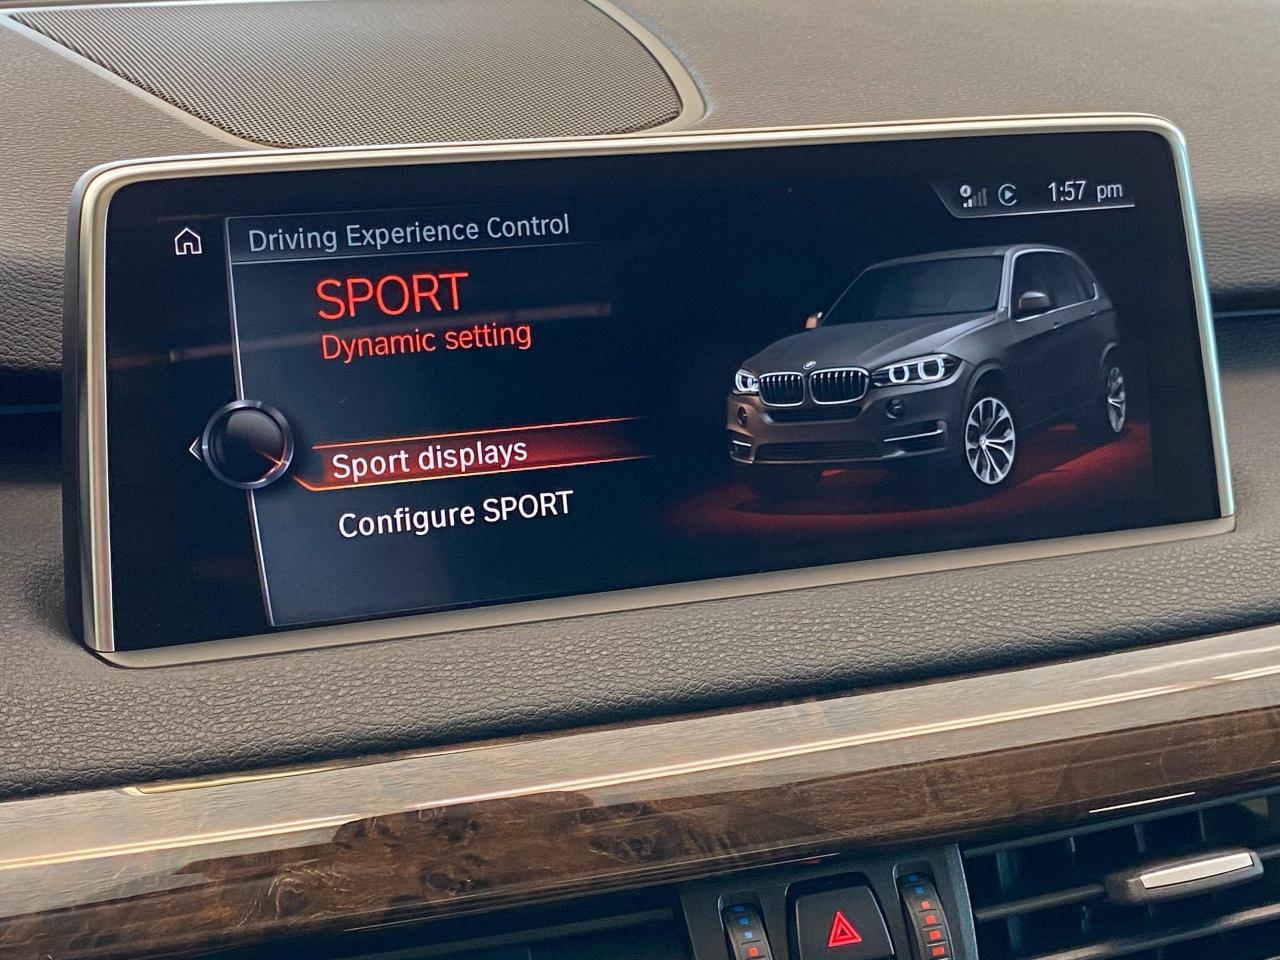 1:57 pm
Driving Experience Control
SPORT
Dynamic setting
Sport displays
Configure SPORT